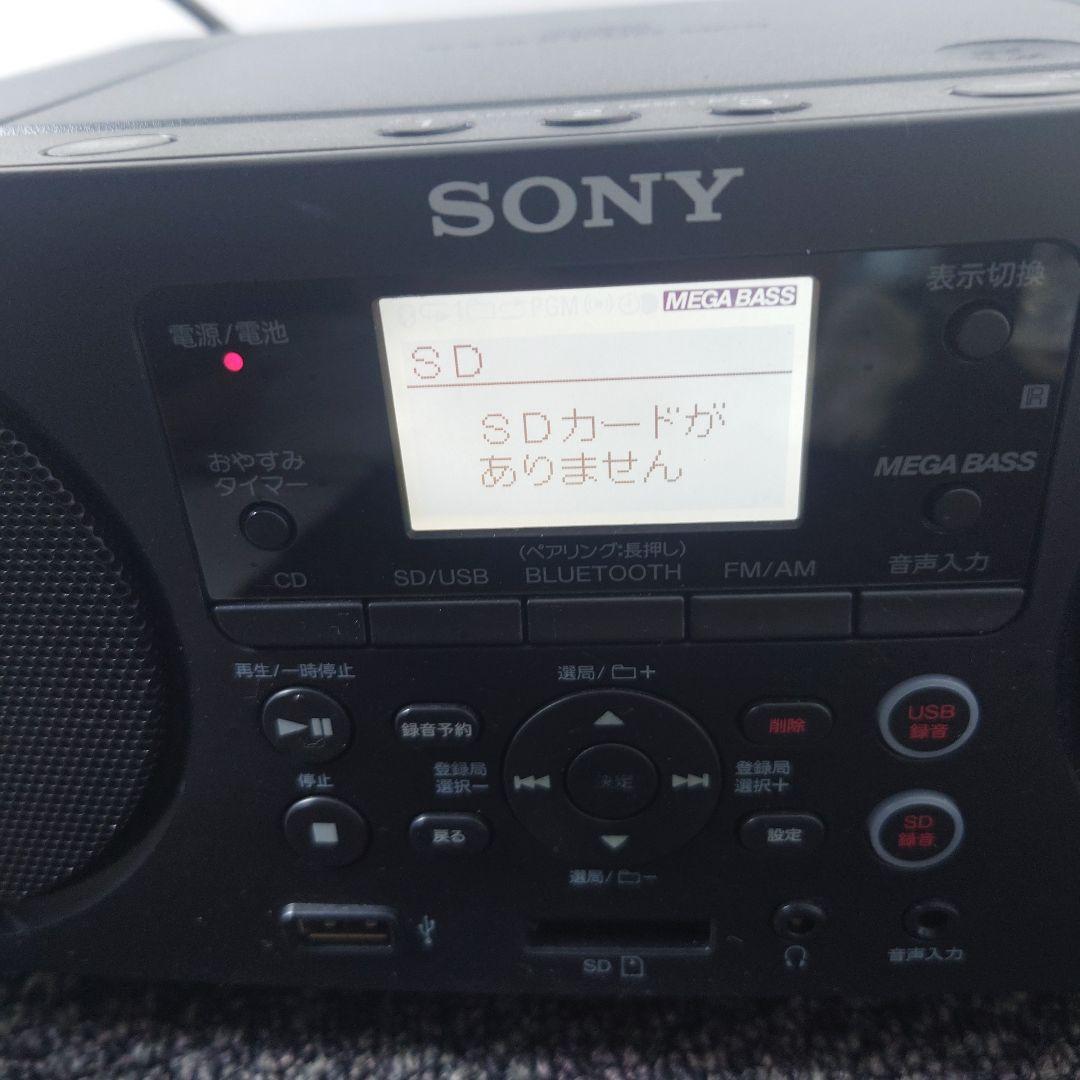 SONY
電源/電池
PGM
MEGA BASS
表示切換
SD
SDカードが
ありません
おやすみ
タイマー
MEGA BASS
(ペアリング:長押し)
CD
SD/USB
BLUETOOTH
FM/AM
音声入力
再生/一時停止
選局/ +
録音予約
削除
USB
録音
停止
登録局
選択ー
決定
登録局
選択+
戻る
設定
SD
録音
選局/ -
SD
音声入力